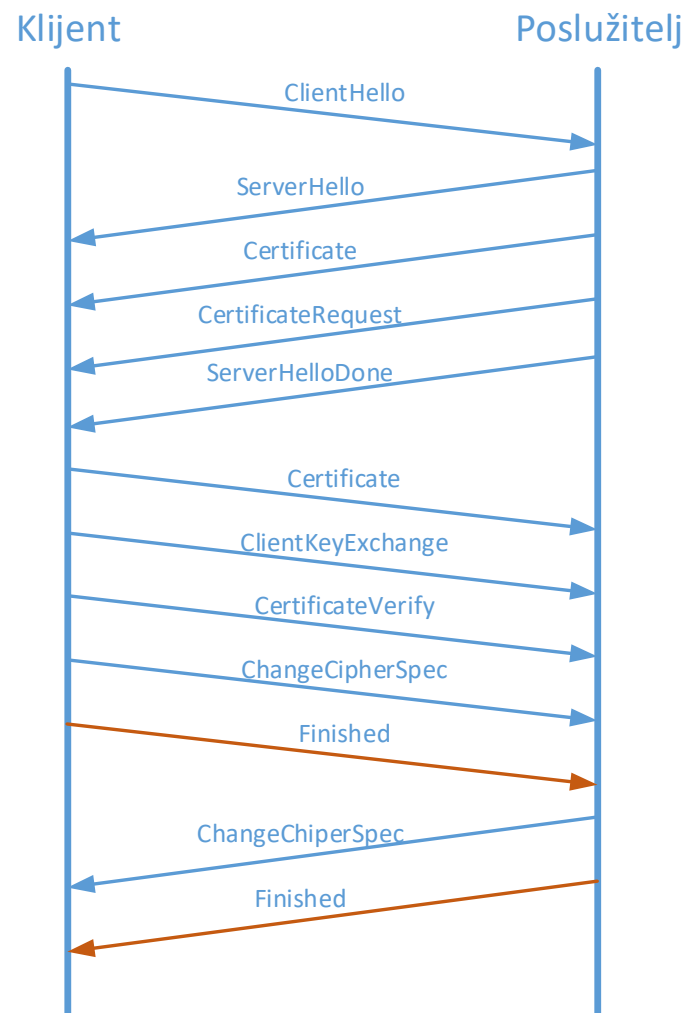 Klijent
Poslužitelj
ClientHello
ServerHello
Certificate
CertificateRequest
ServerHelloDone
Certificate
ClientKeyExchange
CertificateVerify
ChangeCipherSpec
Finished
ChangeChiperSpec
Finished